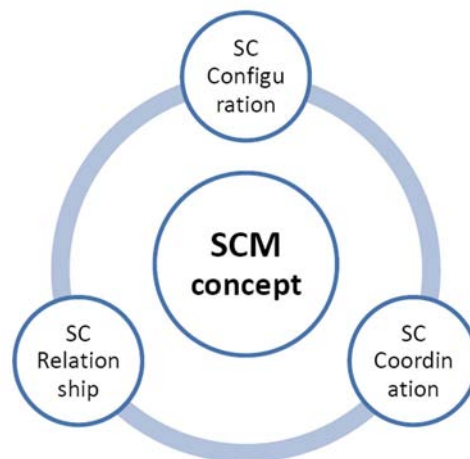 SC
Configu
ration
SCM
concept
SC
Relation
ship
SC
Coordin
ation